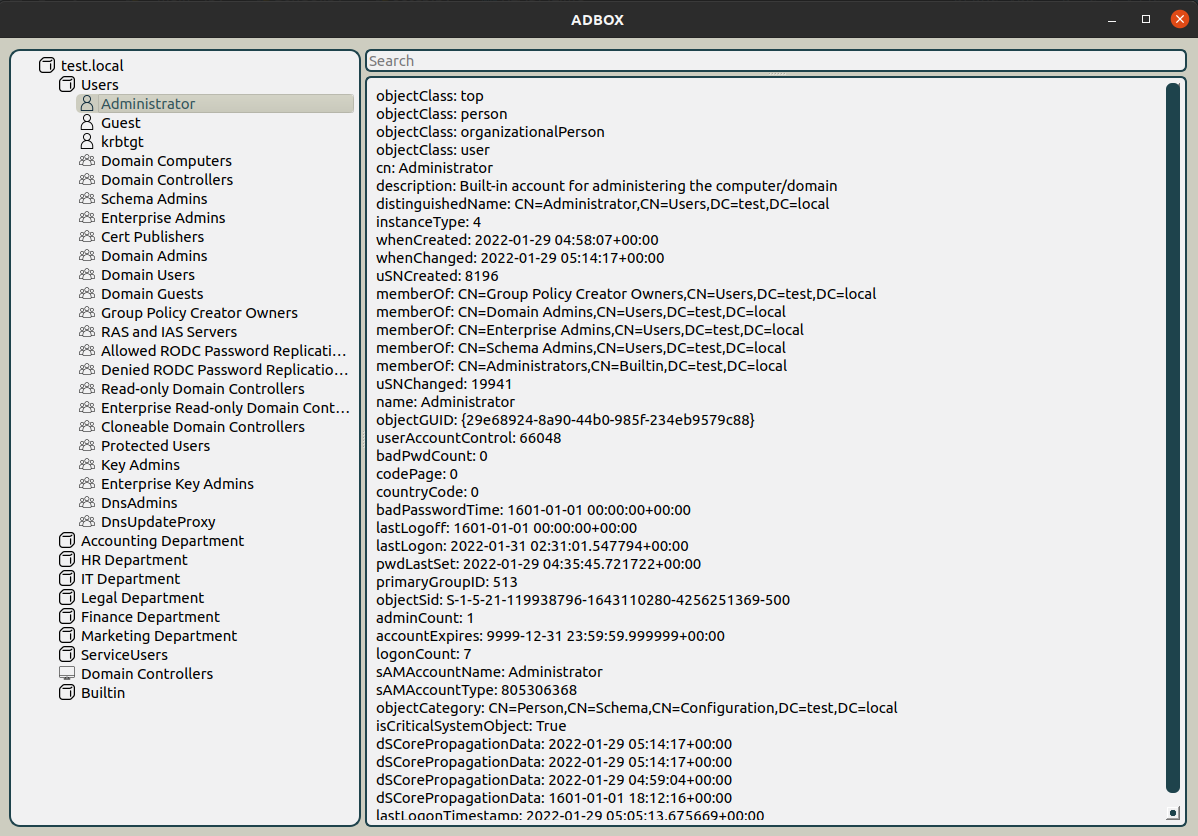 ADBOX
test.local
Users
Administrator
Guest
krbtgt
Domain Computers
Domain Controllers
Schema Admins
Enterprise Admins
Cert Publishers
Domain Admins
Domain Users
Domain Guests
Group Policy Creator Owners
RAS and IAS Servers
Allowed RODC Password Replicati...
Denied RODC Password Replicatio...
Read-only Domain Controllers
Enterprise Read-only Domain Cont...
Cloneable Domain Controllers
Protected Users
Key Admins
Enterprise Key Admins
DnsAdmins
DnsUpdateProxy
Accounting Department
HR Department
IT Department
Legal Department
Finance Department
Marketing Department
ServiceUsers
Domain Controllers
Builtin
Search
objectClass: top
objectClass: person
objectClass: organizationalPerson
objectClass: user
cn: Administrator
description: Built-in account for administering the computer/domain
distinguishedName: CN=Administrator,CN=Users,DC=test,DC=local
instanceType: 4
whenCreated: 2022-01-29 04:58:07+00:00
whenChanged: 2022-01-29 05:14:17+00:00
uSNCreated: 8196
memberOf: CN=Group Policy Creator Owners,CN=Users,DC=test,DC=local
memberOf: CN=Domain Admins,CN=Users,DC=test,DC=local
memberOf: CN=Enterprise Admins,CN=Users,DC=test,DC=local
memberOf: CN=Schema Admins,CN=Users,DC=test,DC=local
memberOf: CN=Administrators,CN=Builtin,DC=test,DC=local
uSNChanged: 19941
name: Administrator
objectGUID: {29e68924-8a90-44b0-985f-234eb9579c88}
userAccountControl: 66048
badPwdCount: 0
codePage: 0
countryCode: 0
badPasswordTime: 1601-01-01 00:00:00+00:00
lastLogoff: 1601-01-01 00:00:00+00:00
lastLogon: 2022-01-31 02:31:01.547794+00:00
pwdLastSet: 2022-01-29 04:35:45.721722+00:00
primaryGroupID: 513
objectSid: S-1-5-21-119938796-1643110280-4256251369-500
adminCount: 1
accountExpires: 9999-12-31 23:59:59.999999+00:00
logonCount: 7
sAMAccountName: Administrator
sAMAccountType: 805306368
objectCategory: CN=Person,CN=Schema,CN=Configuration,DC=test,DC=local
isCriticalSystemObject: True
dSCorePropagationData: 2022-01-29 05:14:17+00:00
dSCorePropagationData: 2022-01-29 05:14:17+00:00
dSCorePropagationData: 2022-01-29 04:59:04+00:00
dSCorePropagationData: 1601-01-01 18:12:16+00:00
lastLogonTimestamp: 2022-01-29 05:05:13.675669+00:00